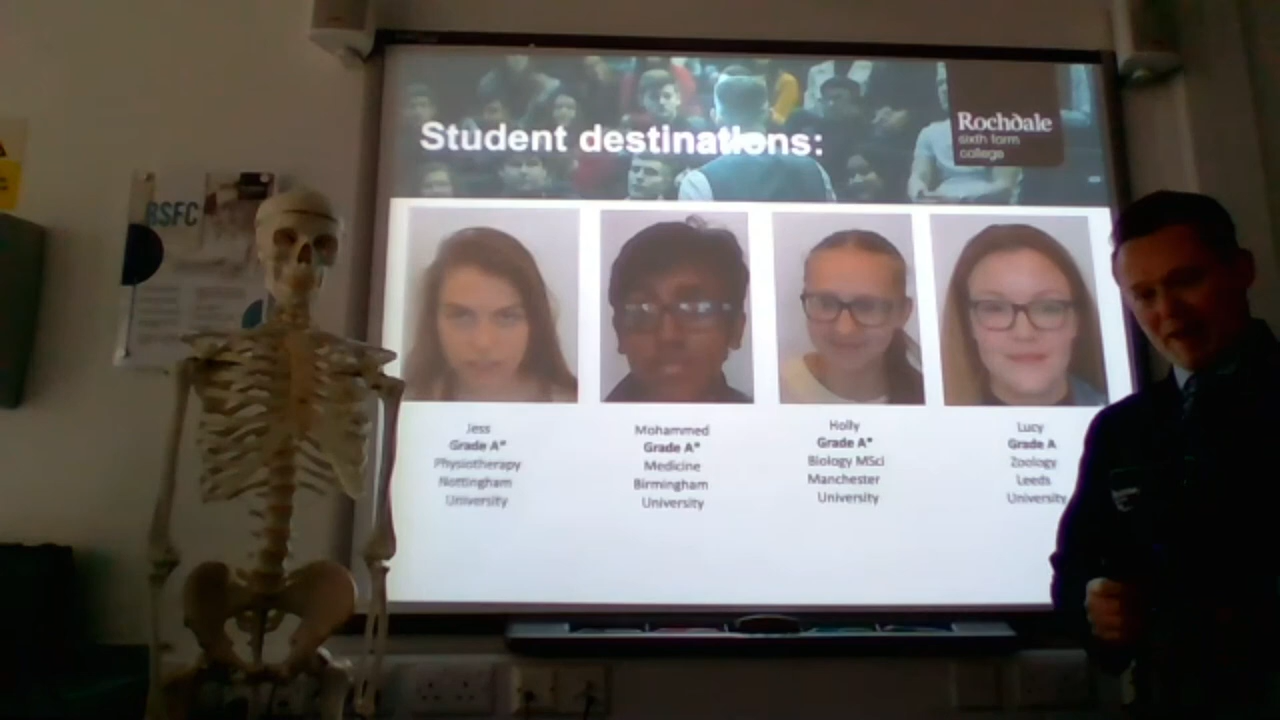 Student destinations:
Rochdale
sixth form
college
RSFC
Jess
Grade A*
Physiotherapy
Nottingham
University
Mohammed
Grade A*
Medicine
Birmingham
University
Holly
Grade A*
Biology MSci
Manchester
University
Lucy
Grade A
Zoology
Leeds
University